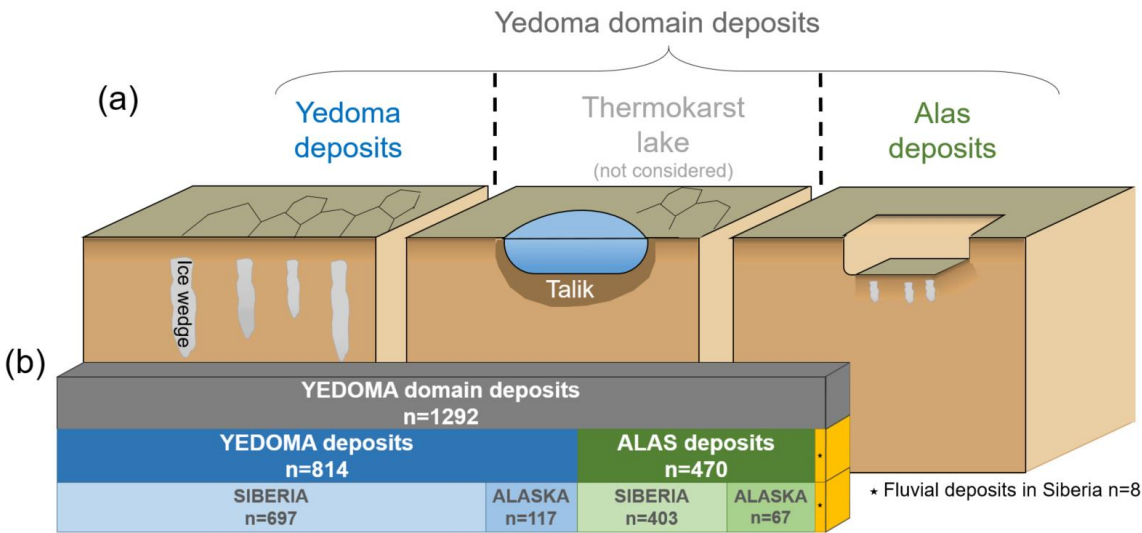 Yedoma domain deposits
(a)
Yedoma
deposits
Thermokarst
lake
(not considered)
Alas
deposits
Ice wedge
Talik
(b)
YEDOMA domain deposits
n=1292
YEDOMA deposits
n=814
ALAS deposits
n=470
SIBERIA
n=697
ALASKA
n=117
SIBERIA
n=403
ALASKA
n=67
⋆ Fluvial deposits in Siberia n=8